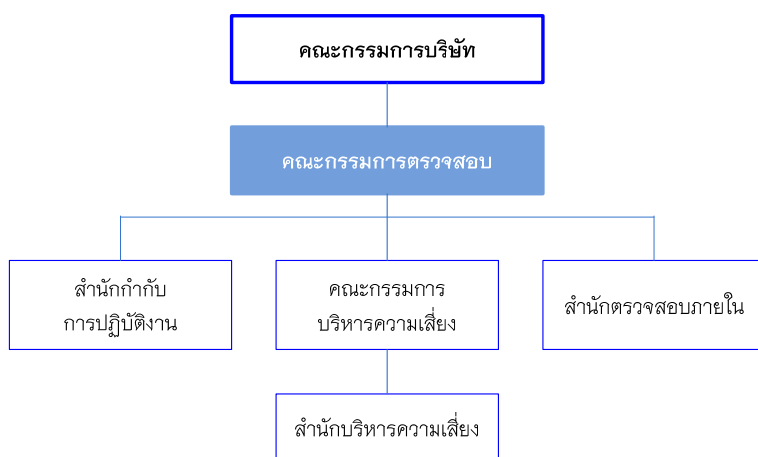 คณะกรรมการบริษัท
คณะกรรมการตรวจสอบ
สำนักกำกับ
การปฏิบัติงาน
คณะกรรมการ
บริหารความเสี่ยง
สำนักตรวจสอบภายใน
สำนักบริหารความเสี่ยง